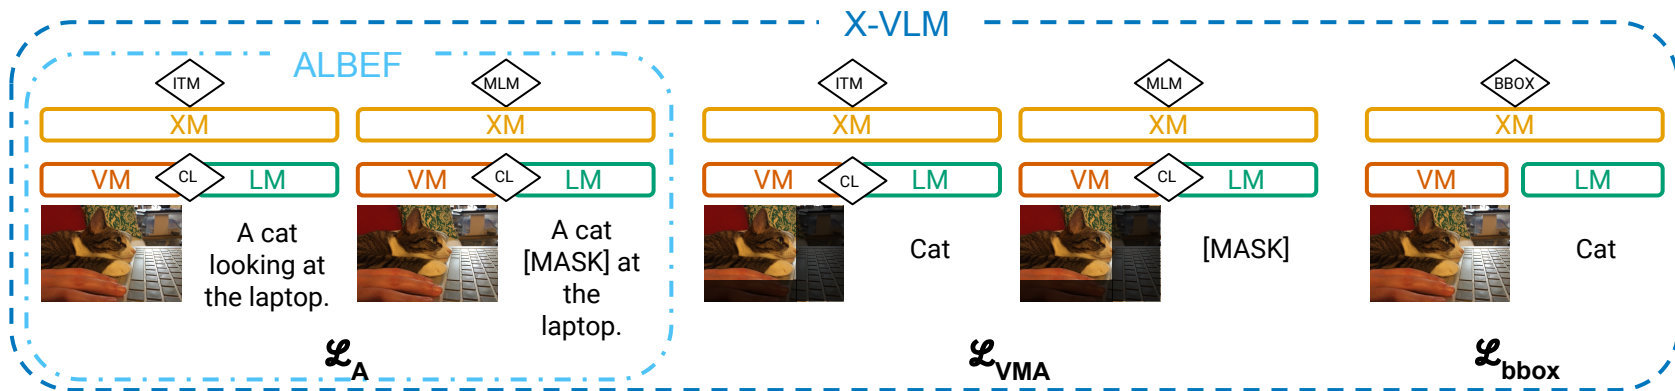 X-VLM
ALBEF
ITM
MLM
ITM
MLM
BBOX
XM
XM
XM
XM
XM
VM
CL
LM
VM
CL
LM
VM
CL
LM
VM
CL
LM
VM
LM
A cat
looking at
the laptop.
A cat
[MASK] at
the
laptop.
Cat
[MASK]
Cat
ℒA
ℒVMA
ℒbbox